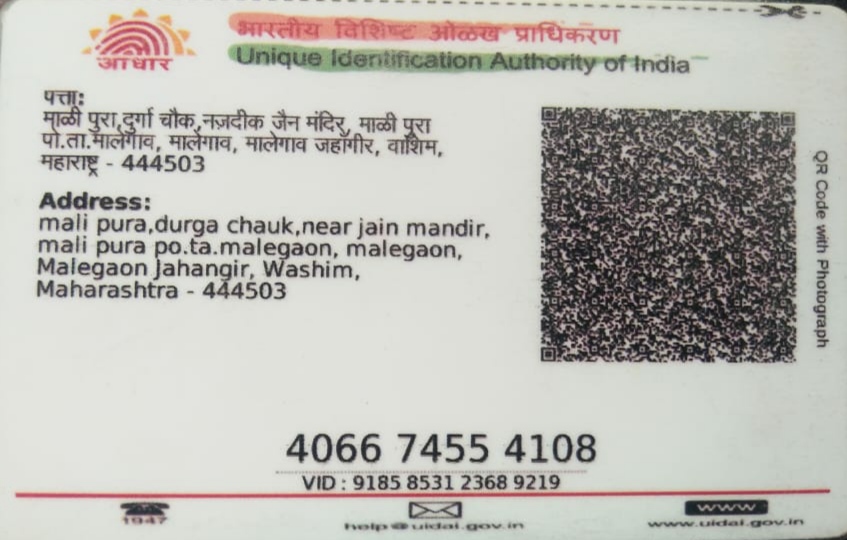 भारतीय विशिष्ट ओळख प्राधिकरण
Unique Identification Authority of India
आधार
पत्ता:
माळी पुरा,दुर्गा चौक,नज़दीक जैन मंदिर, माळी पुरा
पो.ता.मालेगाव, मालेगाव, मालेगाव जहाँगीर, वाशिम,
महाराष्ट्र - 444503
Address:
mali pura,durga chauk,near jain mandir,
mali pura po.ta.malegaon, malegaon,
Malegaon Jahangir, Washim,
Maharashtra - 444503
QR Code with Photograph
4066 7455 4108
VID : 9185 8531 2368 9219
1947
help@uidai.gov.in
www
www.uidai.gov.in